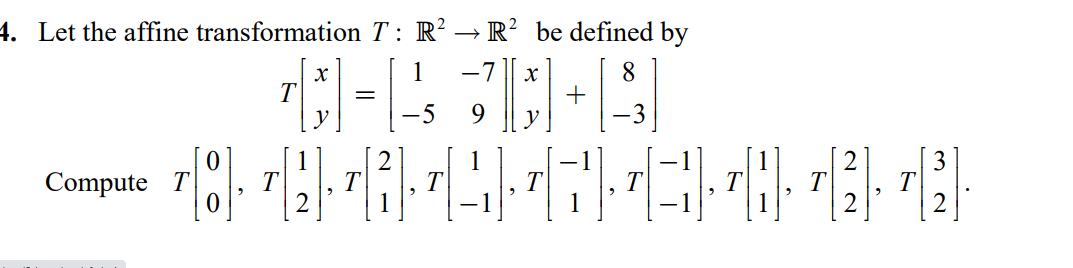 4. Let the affine transformation T : ℝ² → ℝ² be defined by
T[x; y] = [1 −7; −5 9][x; y] + [8; −3]
Compute T[0; 0], T[1; 2], T[2; 1], T[1; −1], T[−1; 1], T[−1; −1], T[1; 1], T[2; 2], T[3; 2].